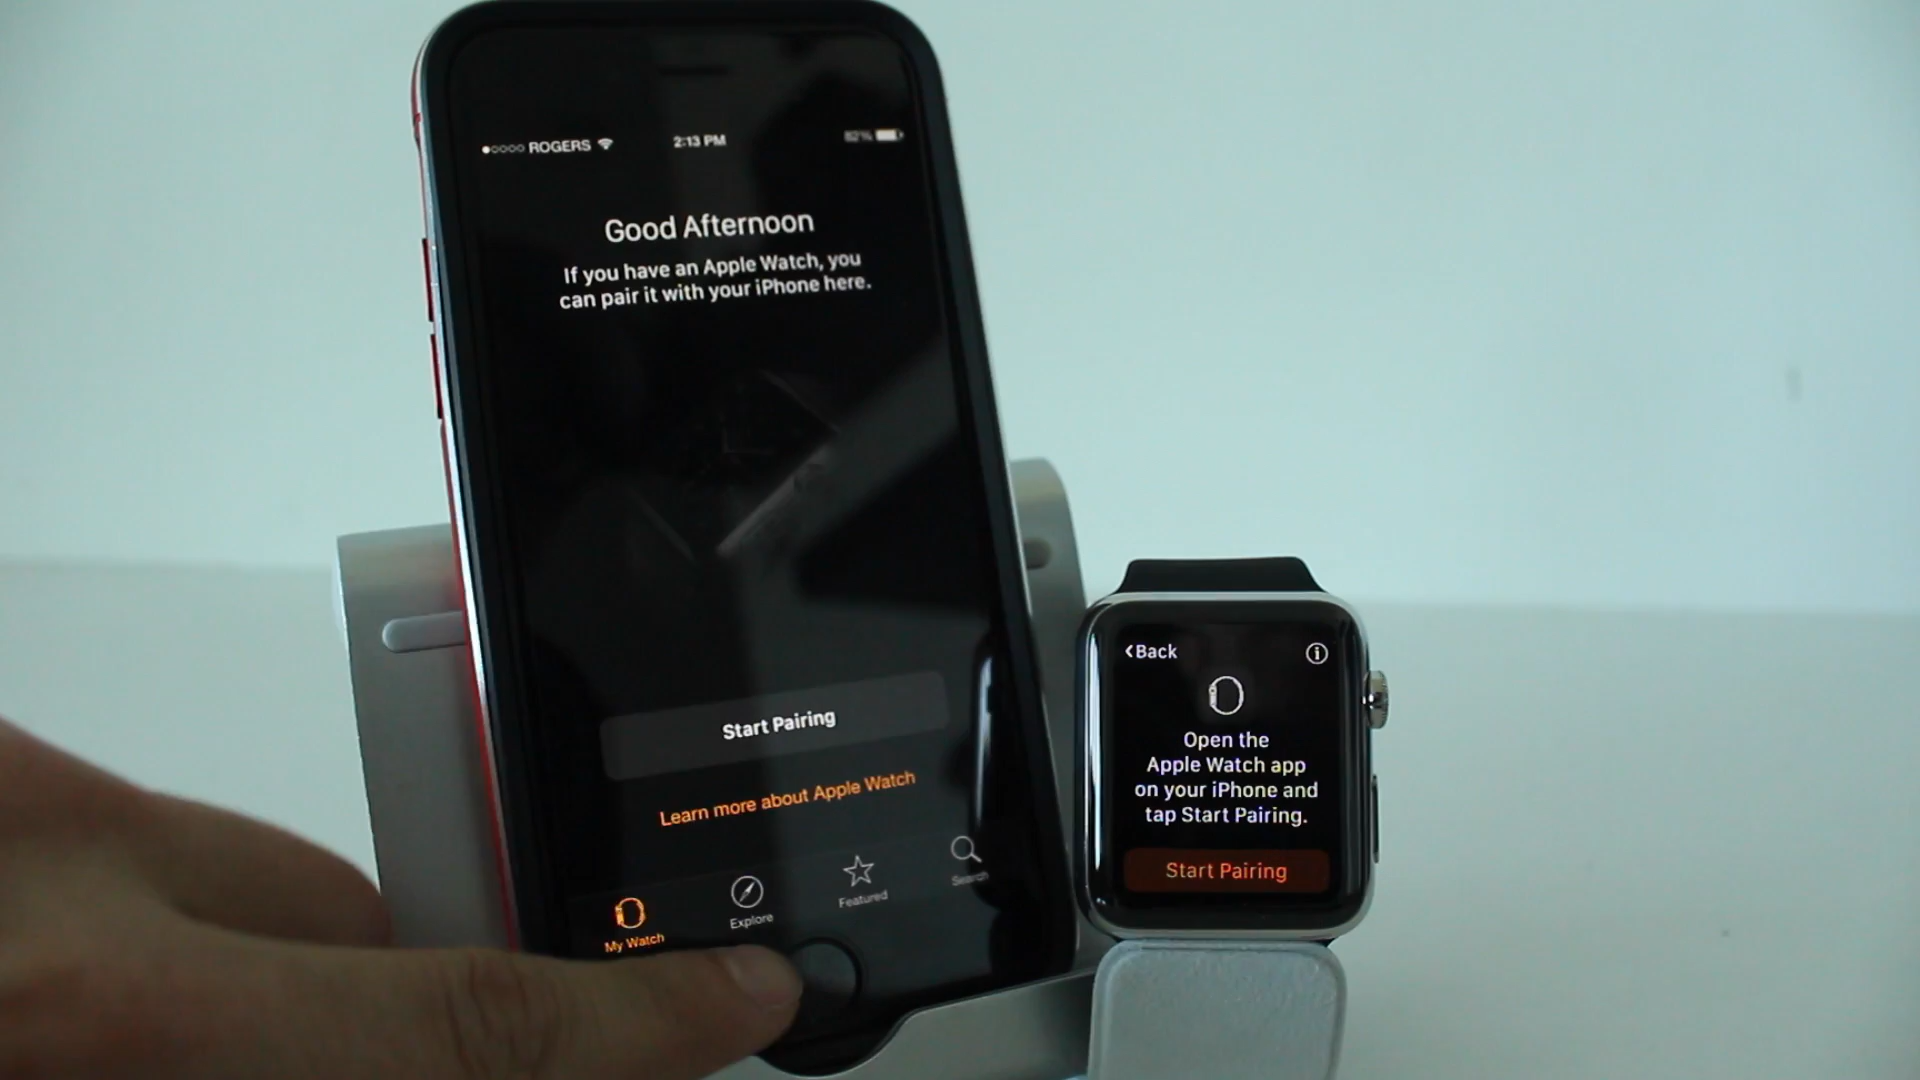 ROGERS 2:13 PM 82%
Good Afternoon
If you have an Apple Watch, you
can pair it with your iPhone here.
Start Pairing
Learn more about Apple Watch
My Watch Explore Featured Search
<Back
Open the
Apple Watch app
on your iPhone and
tap Start Pairing.
Start Pairing